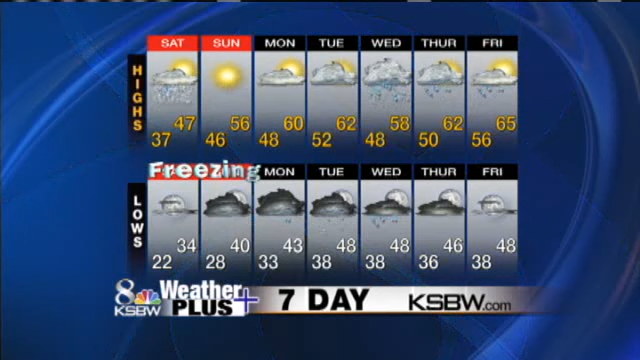 SAT SUN MON TUE WED THUR FRI
HIGHS
47 56 60 62 58 62 65
37 46 48 52 48 50 56
Freezing MON TUE WED THUR FRI
LOWS
34 40 43 48 48 46 48
22 28 33 38 38 36 38
8 KSBW Weather PLUS+ 7 DAY KSBW.com